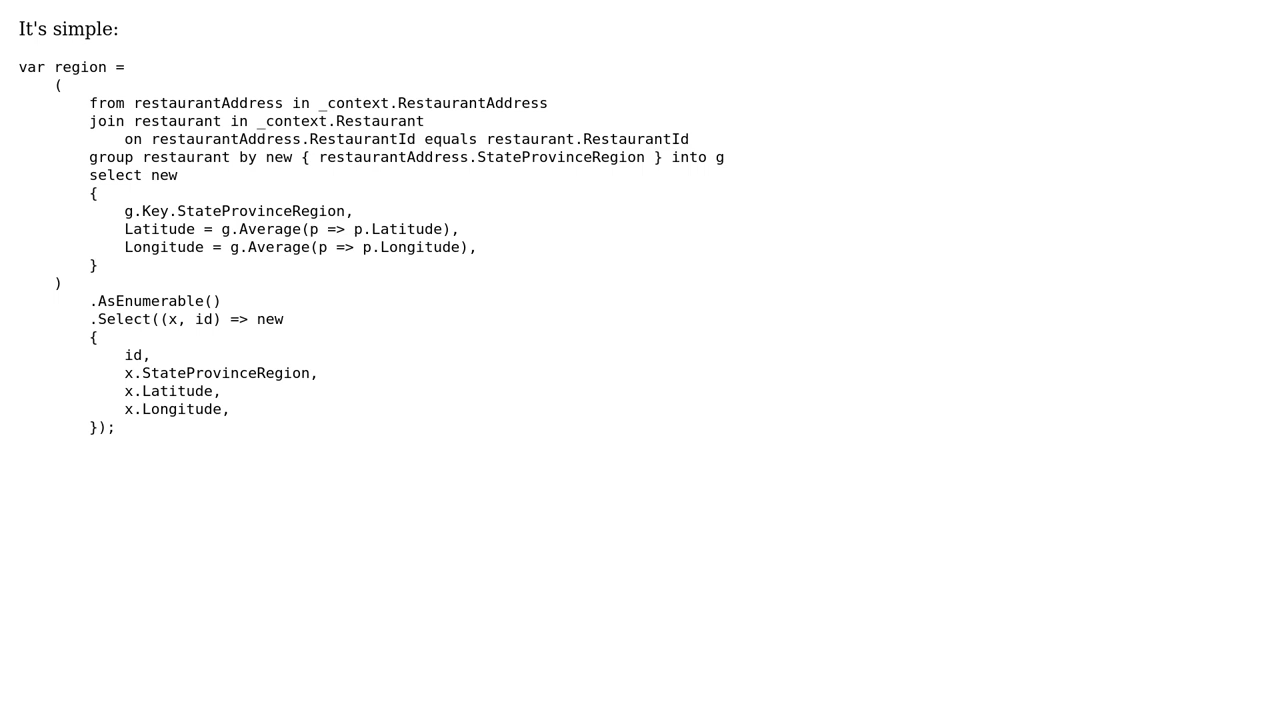 It's simple:
var region =
    (
        from restaurantAddress in _context.RestaurantAddress
        join restaurant in _context.Restaurant
            on restaurantAddress.RestaurantId equals restaurant.RestaurantId
        group restaurant by new { restaurantAddress.StateProvinceRegion } into g
        select new
        {
            g.Key.StateProvinceRegion,
            Latitude = g.Average(p => p.Latitude),
            Longitude = g.Average(p => p.Longitude),
        }
    )
        .AsEnumerable()
        .Select((x, id) => new
        {
            id,
            x.StateProvinceRegion,
            x.Latitude,
            x.Longitude,
        });